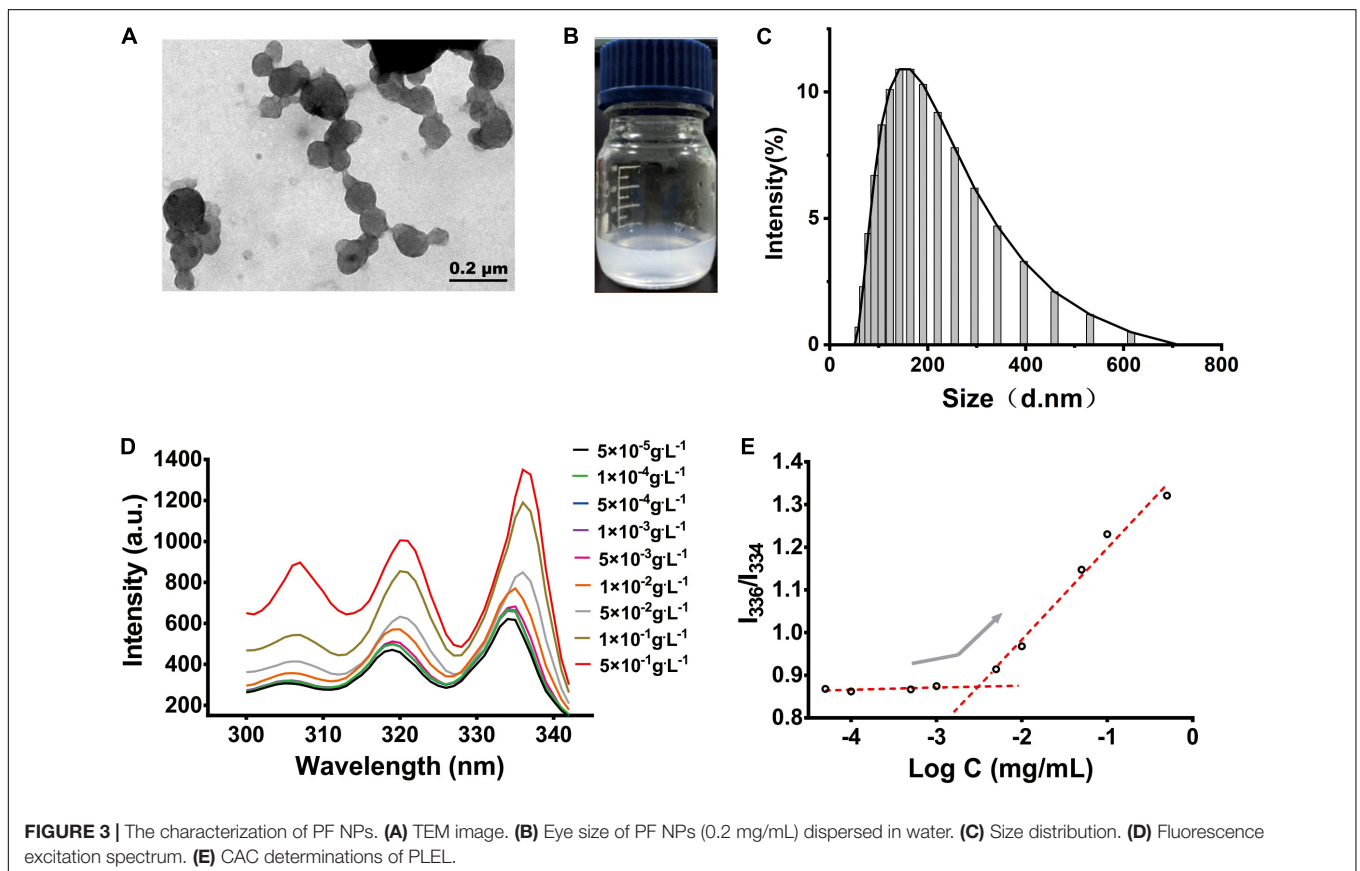 A
0.2 µm
B
C
Intensity(%)
10
5
0
0 200 400 600 800
Size（d.nm）
D
Intensity (a.u.)
1400
1200
1000
800
600
400
200
300 310 320 330 340
Wavelength (nm)
5×10⁻⁵g·L⁻¹
1×10⁻⁴g·L⁻¹
5×10⁻⁴g·L⁻¹
1×10⁻³g·L⁻¹
5×10⁻³g·L⁻¹
1×10⁻²g·L⁻¹
5×10⁻²g·L⁻¹
1×10⁻¹g·L⁻¹
5×10⁻¹g·L⁻¹
E
I₃₃₆/I₃₃₄
1.4
1.3
1.2
1.0
0.9
0.8
-4 -3 -2 -1 0
Log C (mg/mL)
FIGURE 3 | The characterization of PF NPs. (A) TEM image. (B) Eye size of PF NPs (0.2 mg/mL) dispersed in water. (C) Size distribution. (D) Fluorescence
excitation spectrum. (E) CAC determinations of PLEL.